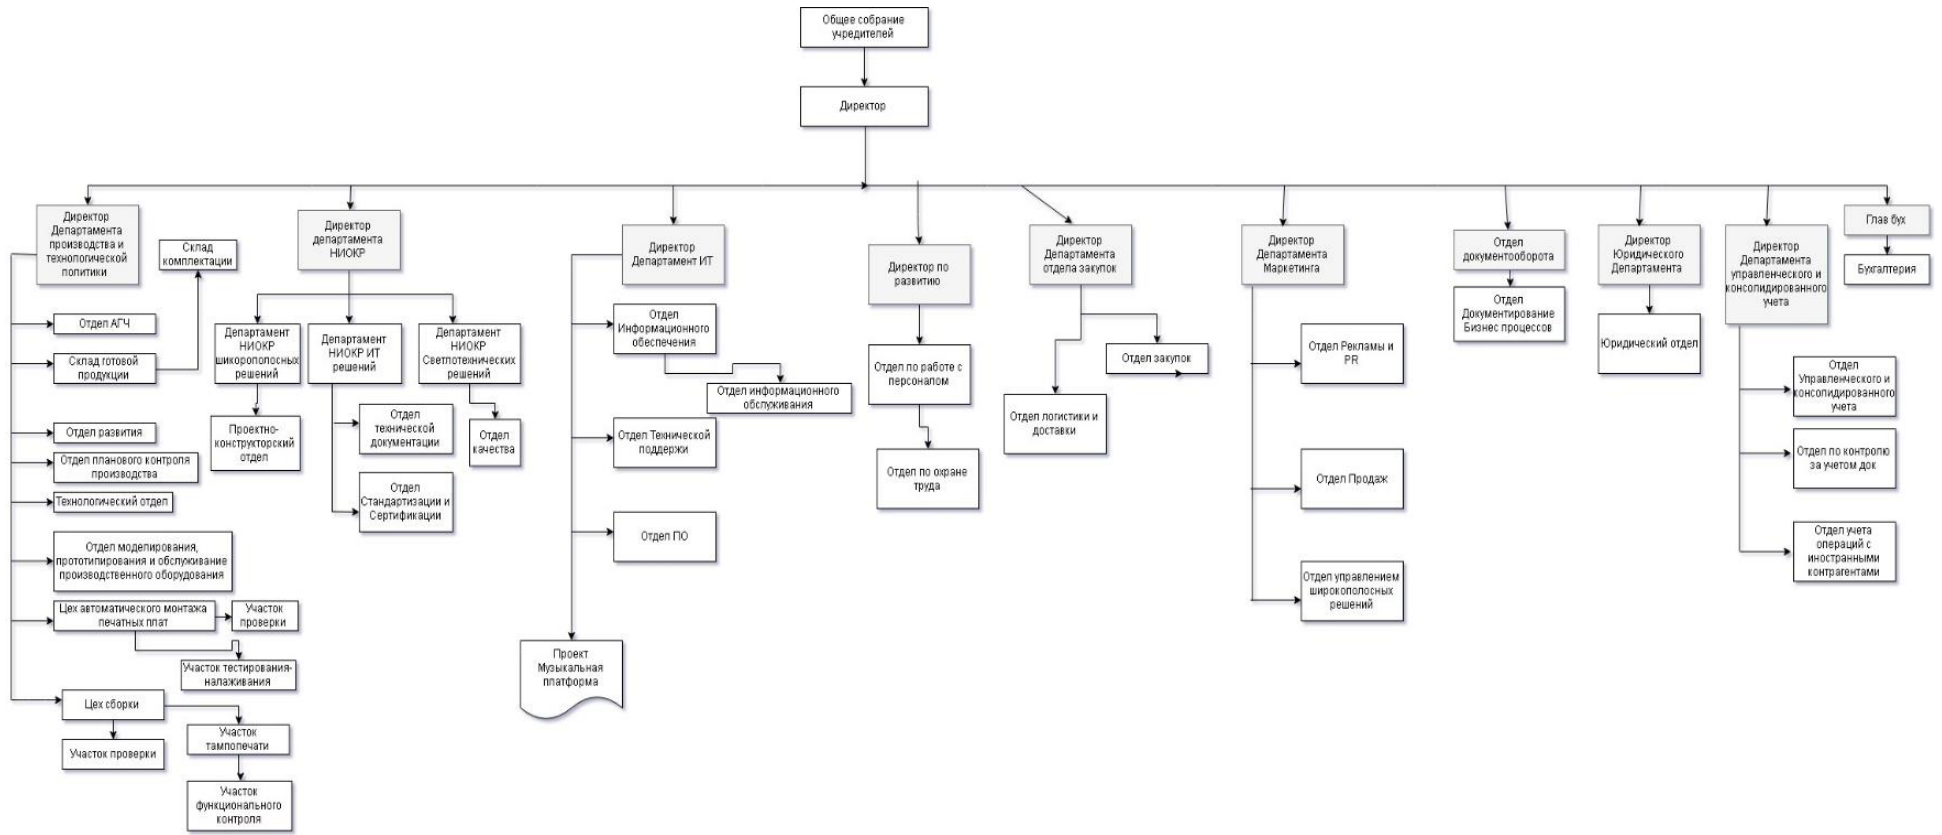 Общее собрание
учредителей
Директор
Директор
Департамента
производства и
технологической
политики
Склад
комплектации
Отдел АГЧ
Склад готовой
продукции
Отдел развития
Отдел планового контроля
производства
Технологический отдел
Отдел моделирования,
прототипирования и обслуживание
производственного оборудования
Цех автоматического монтажа
печатных плат
Участок
проверки
Участок тестирования-
налаживания
Цех сборки
Участок проверки
Участок
тампопечати
Участок
функционального
контроля
Директор
департамента
НИОКР
Департамент
НИОКР
шикорополосных
решений
Департамент
НИОКР ИТ
решений
Департамент
НИОКР
Светлотехнических
решений
Проектно-
конструкторский
отдел
Отдел
технической
документации
Отдел
качества
Отдел
Стандартизации и
Сертификации
Директор
Департамент ИТ
Отдел
Информационного
обеспечения
Отдел информационного
обслуживания
Отдел Технической
поддержи
Отдел ПО
Проект
Музыкальная
платформа
Директор по
развитию
Отдел по работе с
персоналом
Отдел по охране
труда
Директор
Департамента
отдела закупок
Отдел закупок
Отдел логистики и
доставки
Директор
Департамента
Маркетинга
Отдел Рекламы и
PR
Отдел Продаж
Отдел управлением
широкополосных
решений
Отдел
документооборота
Отдел
Документирование
Бизнес процессов
Директор
Юридического
Департамента
Юридический отдел
Директор
Департамента
управленческого и
консолидированного
учета
Отдел
Управленческого и
консолидированного
учета
Отдел по контролю
за учетом док
Отдел учета
операций с
иностранными
контрагентами
Глав бух
Бухгалтерия